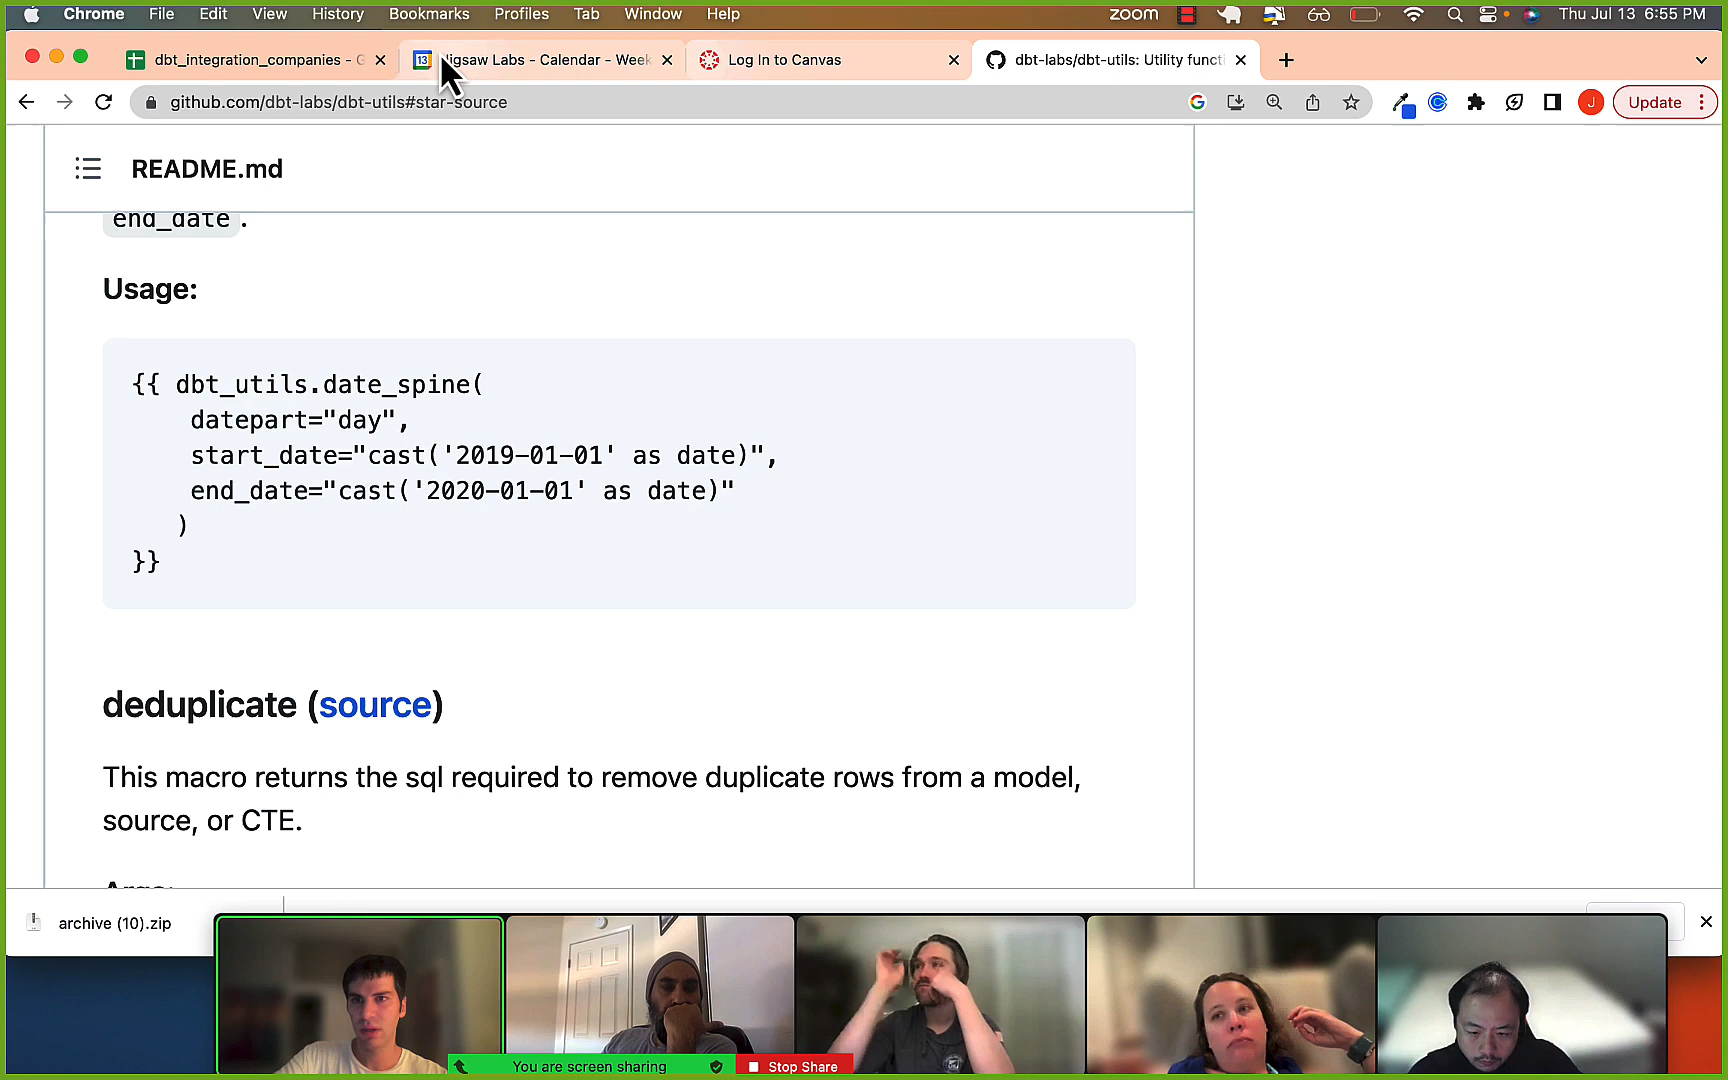 Chrome File Edit View History Bookmarks Profiles Tab Window Help zoom Thu Jul 13 6:55 PM
dbt_integration_companies - G 13 Jigsaw Labs - Calendar - Week Log In to Canvas dbt-labs/dbt-utils: Utility functi
github.com/dbt-labs/dbt-utils#star-source G J Update
README.md
end_date .
Usage:
{{ dbt_utils.date_spine(
datepart="day",
start_date="cast('2019-01-01' as date)",
end_date="cast('2020-01-01' as date)"
)
}}
deduplicate (source)
This macro returns the sql required to remove duplicate rows from a model,
source, or CTE.
Args:
archive (10).zip
You are screen sharing Stop Share